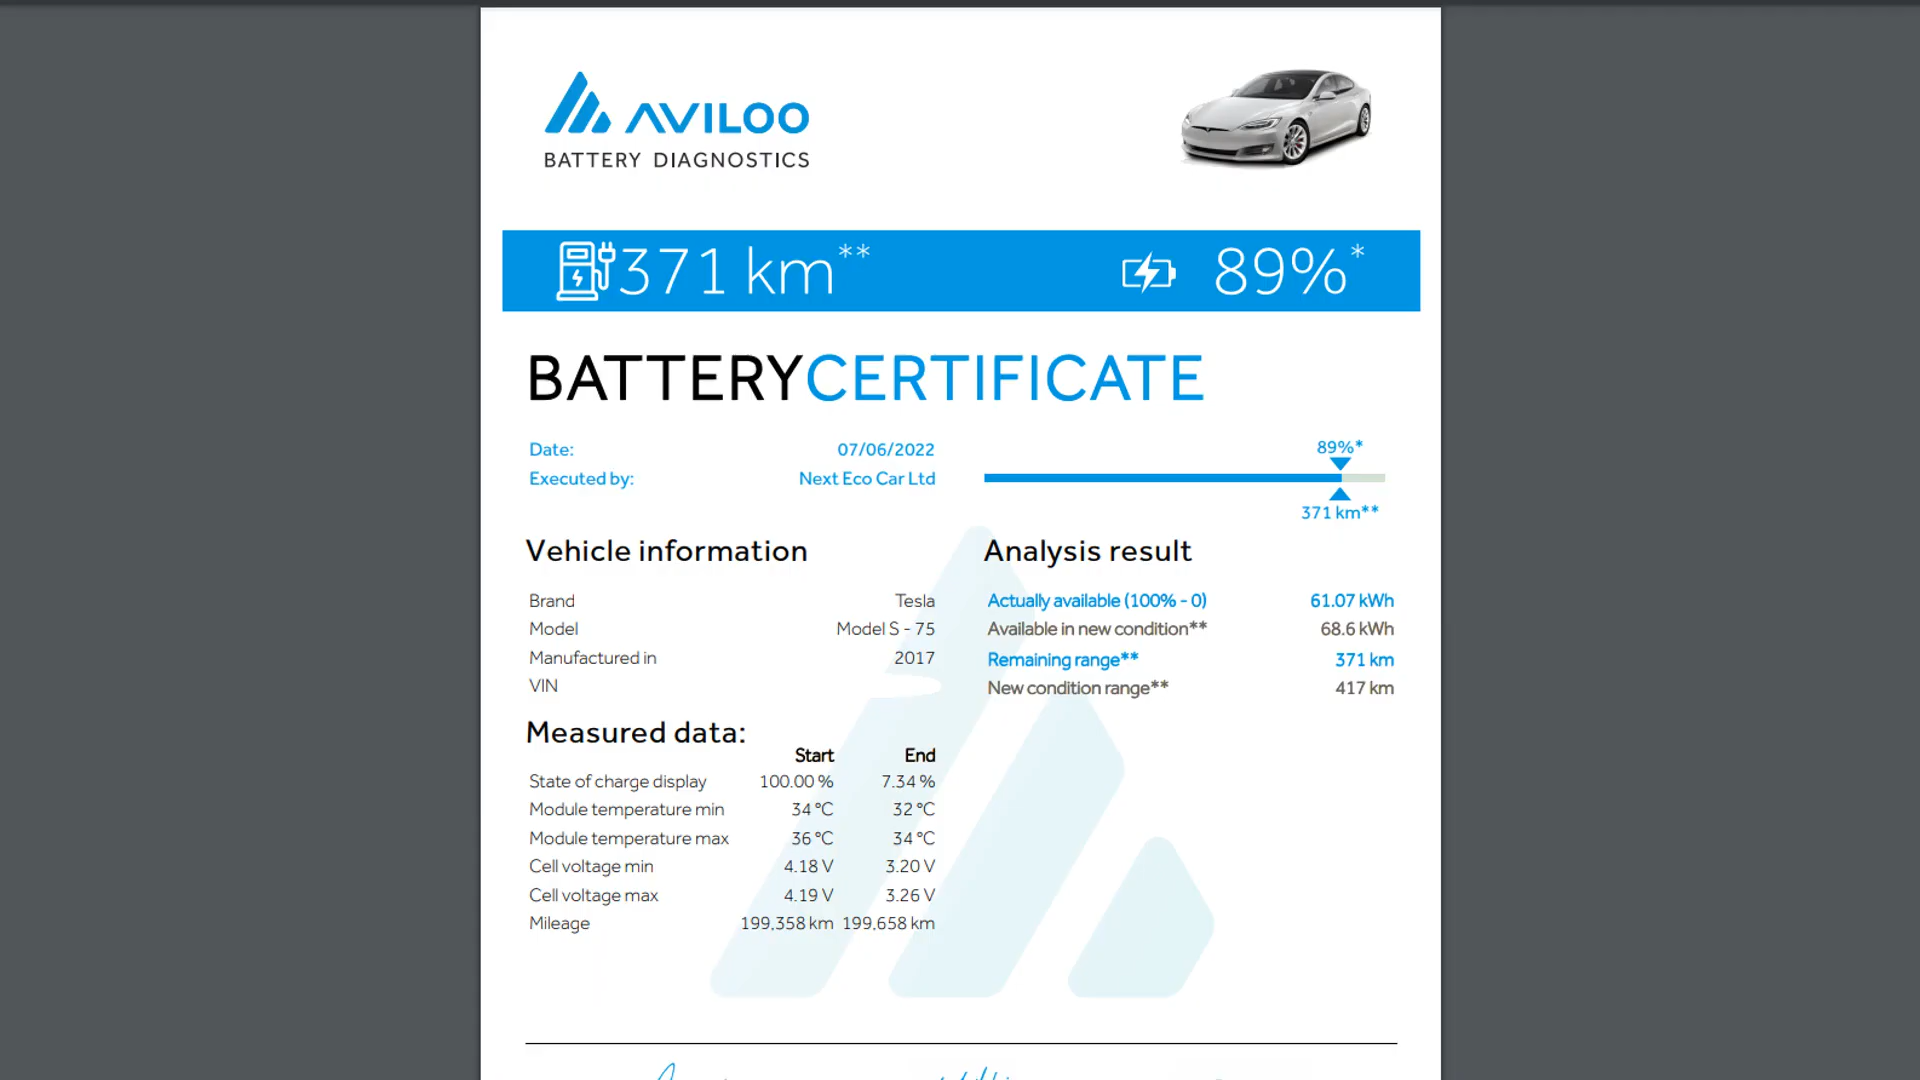 AVILOO
BATTERY DIAGNOSTICS
371 km**
89%*
BATTERYCERTIFICATE
Date: 07/06/2022
Executed by: Next Eco Car Ltd
89%*
371 km**
Vehicle information
Brand Tesla
Model Model S - 75
Manufactured in 2017
VIN
Analysis result
Actually available (100% - 0) 61.07 kWh
Available in new condition** 68.6 kWh
Remaining range** 371 km
New condition range** 417 km
Measured data:
Start End
State of charge display 100.00 % 7.34 %
Module temperature min 34 °C 32 °C
Module temperature max 36 °C 34 °C
Cell voltage min 4.18 V 3.20 V
Cell voltage max 4.19 V 3.26 V
Mileage 199,358 km 199,658 km